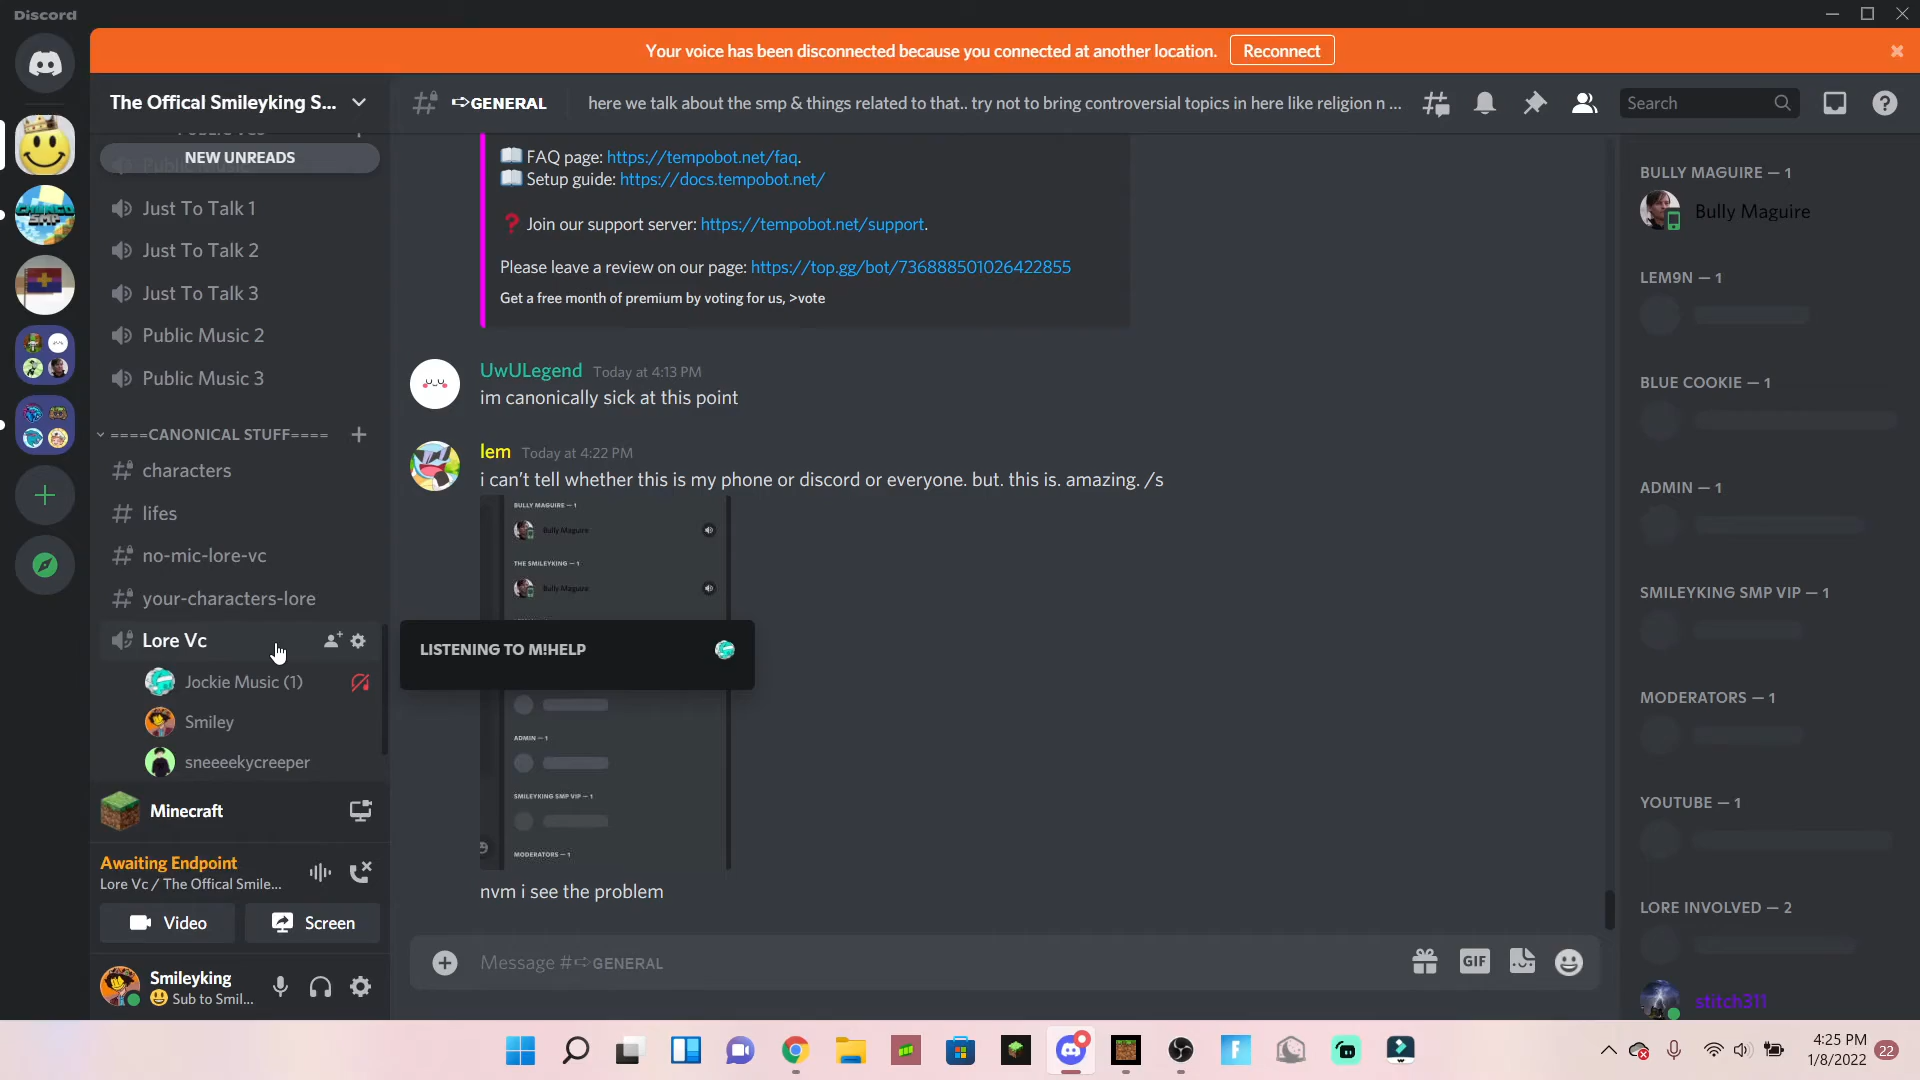 Discord
Your voice has been disconnected because you connected at another location.
Reconnect
The Offical Smileyking S...
➪GENERAL
here we talk about the smp & things related to that.. try not to bring controversial topics in here like religion n ...
Search
NEW UNREADS
Just To Talk 1
Just To Talk 2
Just To Talk 3
Public Music 2
Public Music 3
====CANONICAL STUFF====
characters
lifes
no-mic-lore-vc
your-characters-lore
Lore Vc
Jockie Music (1)
Smiley
sneeeekycreeper
Minecraft
Awaiting Endpoint
Lore Vc / The Offical Smile...
Video
Screen
Smileyking
Sub to Smil...
FAQ page: https://tempobot.net/faq.
Setup guide: https://docs.tempobot.net/
Join our support server: https://tempobot.net/support.
Please leave a review on our page: https://top.gg/bot/736888501026422855
Get a free month of premium by voting for us, >vote
UwULegend Today at 4:13 PM
im canonically sick at this point
lem Today at 4:22 PM
i can't tell whether this is my phone or discord or everyone. but. this is. amazing. /s
BULLY MAGUIRE — 1
Bully Maguire
THE SMILEYKING — 1
Bully Maguire
LISTENING TO M!HELP
ADMIN — 1
SMILEYKING SMP VIP — 1
MODERATORS — 1
nvm i see the problem
Message #➪GENERAL
GIF
BULLY MAGUIRE — 1
Bully Maguire
LEM9N — 1
BLUE COOKIE — 1
ADMIN — 1
SMILEYKING SMP VIP — 1
MODERATORS — 1
YOUTUBE — 1
LORE INVOLVED — 2
stitch311
4:25 PM
1/8/2022
22